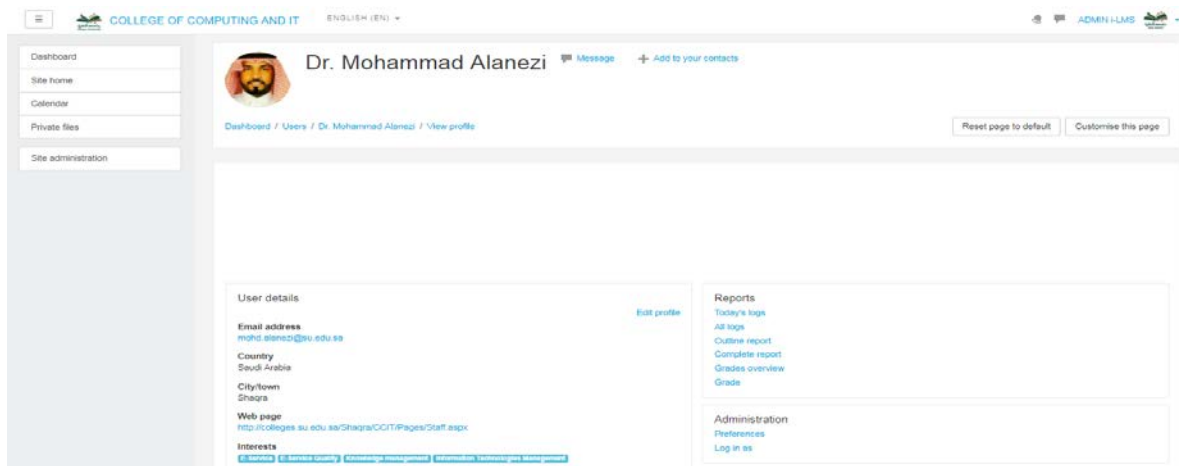 COLLEGE OF COMPUTING AND IT
ENGLISH (EN)
ADMIN i-LMS
Dashboard
Site home
Calendar
Private files
Site administration
Dr. Mohammad Alanezi
Message
Add to your contacts
Dashboard / Users / Dr. Mohammad Alanezi / View profile
Reset page to default
Customise this page
User details
Edit profile
Email address
mohd.alanezi@su.edu.sa
Country
Saudi Arabia
City/town
Shaqra
Web page
http://colleges.su.edu.sa/Shaqra/CCIT/Pages/Staff.aspx
Interests
E-Service E-Service Quality Knowledge management Information Technologies Management
Reports
Today's logs
All logs
Outline report
Complete report
Grades overview
Grade
Administration
Preferences
Log in as